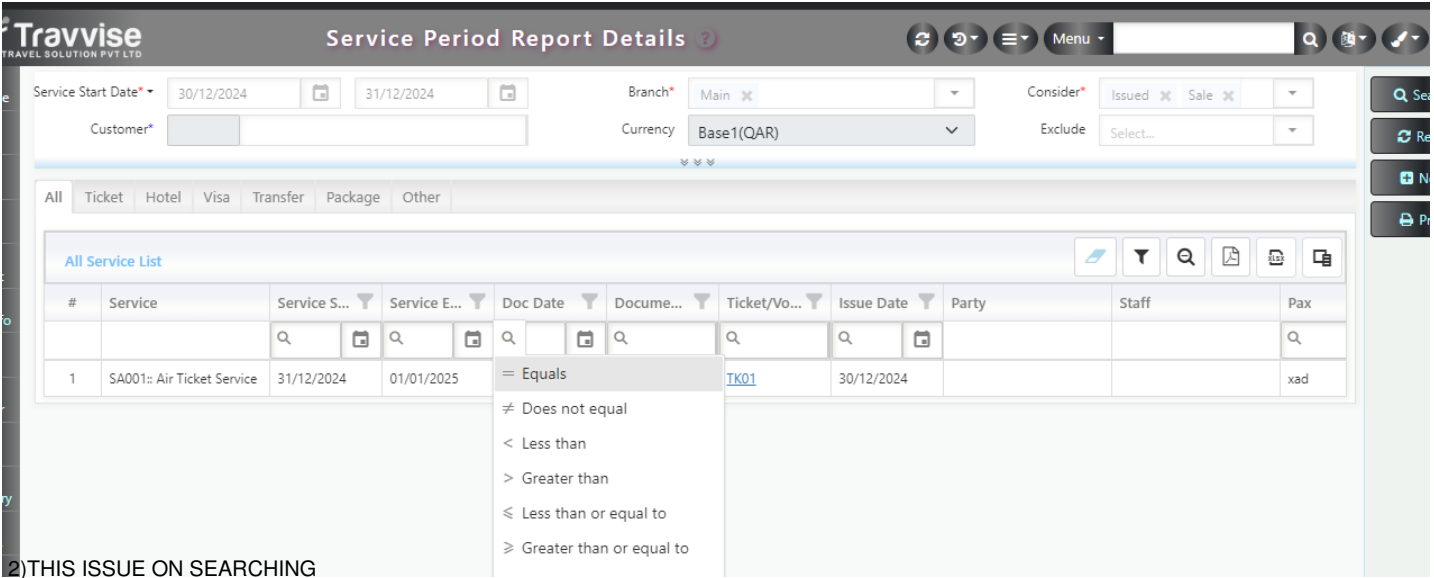 Travvise
TRAVEL SOLUTION PVT LTD
Service Period Report Details ?
Menu
Service Start Date* 30/12/2024 31/12/2024 Branch* Main Consider* Issued Sale
Customer* Currency Base1(QAR) Exclude Select...
All Ticket Hotel Visa Transfer Package Other
All Service List
xlsx
# Service Service S... Service E... Doc Date Docume... Ticket/Vo... Issue Date Party Staff Pax
1 SA001:: Air Ticket Service 31/12/2024 01/01/2025 TK01 30/12/2024 xad
= Equals
≠ Does not equal
< Less than
> Greater than
≤ Less than or equal to
≥ Greater than or equal to
2)THIS ISSUE ON SEARCHING